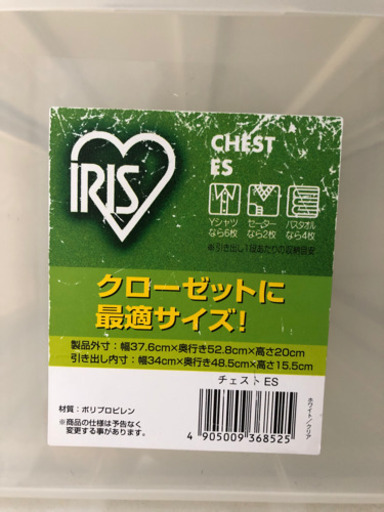 IRIS
CHEST
ES
Yシャツ
なら6枚
セーター
なら2枚
バスタオル
なら4枚
※引き出し1段あたりの収納目安
クローゼットに
最適サイズ!
製品外寸:幅37.6cm×奥行き52.8cm×高さ20cm
引き出し内寸:幅34cm×奥行き48.5cm×高さ15.5cm
チェスト ES
材質:ポリプロピレン
※商品の仕様は予告なく
変更する事があります。
4 905009 368525
ホワイト/クリア